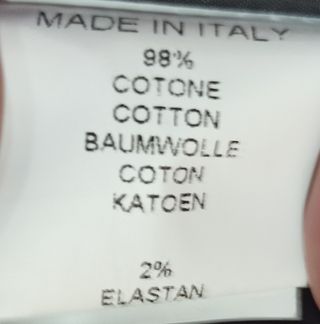 MADE IN ITALY
98%
COTONE
COTTON
BAUMWOLLE
COTON
KATOEN
2%
ELASTAN